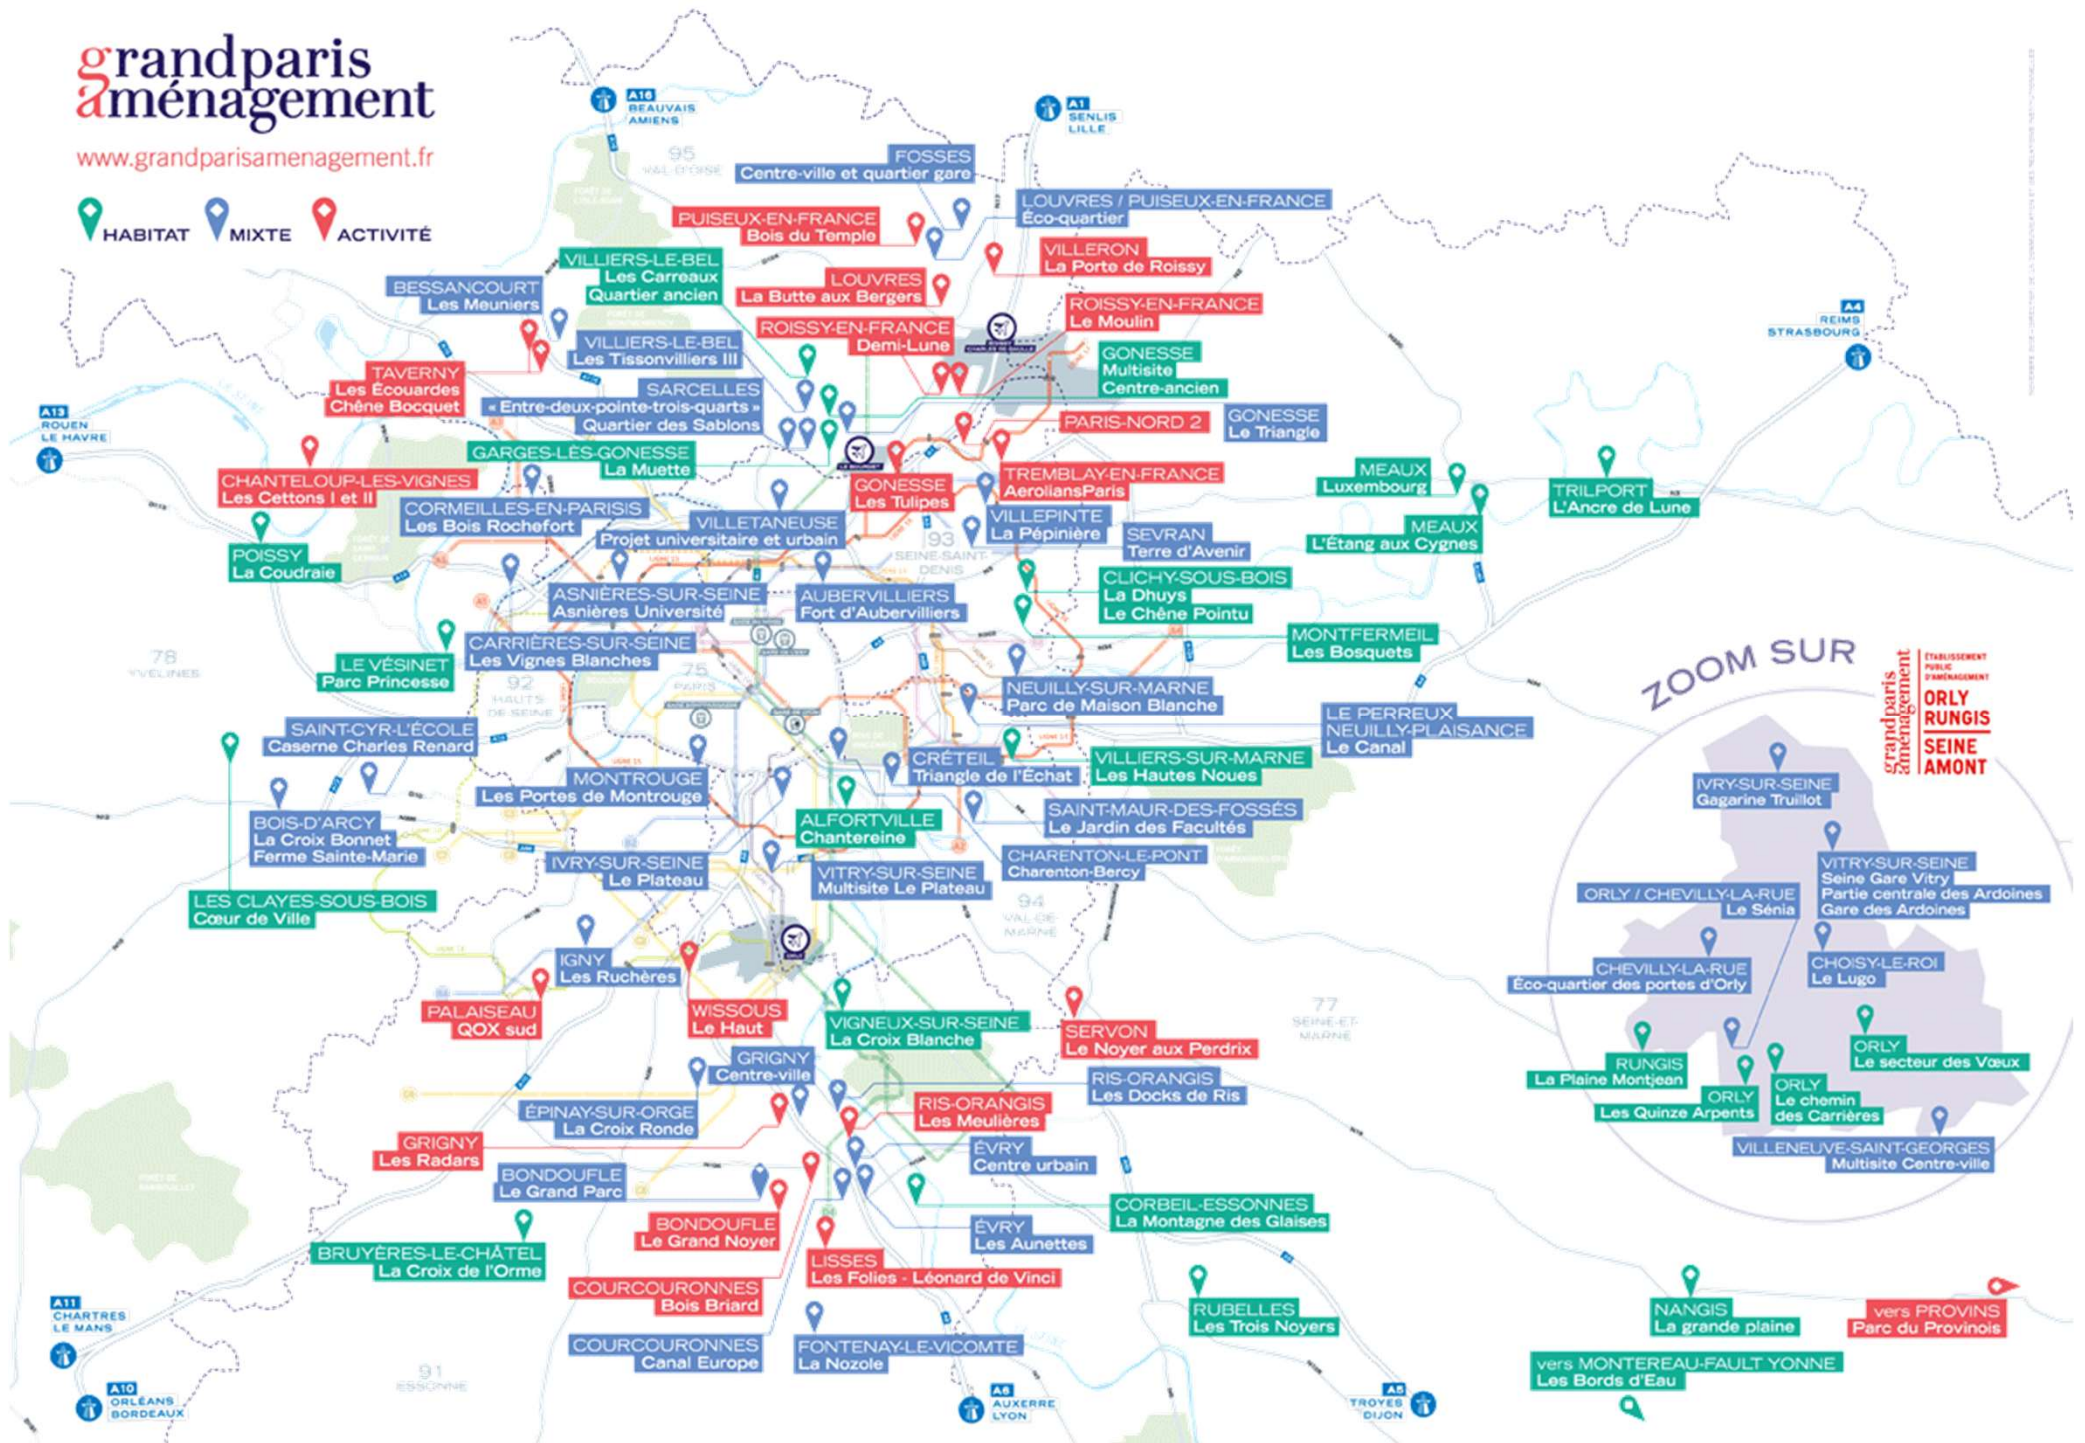 grandparis
aménagement
www.grandparisamenagement.fr
HABITAT
MIXTE
ACTIVITÉ
A16
BEAUVAIS
AMIENS
A1
SENLIS
LILLE
95
VAL D'OISE
FOSSES
Centre-ville et quartier gare
LOUVRES / PUISEUX-EN-FRANCE
Éco-quartier
PUISEUX-EN-FRANCE
Bois du Temple
VILLERON
La Porte de Roissy
VILLIERS-LE-BEL
Les Carreaux
Quartier ancien
LOUVRES
La Butte aux Bergers
BESSANCOURT
Les Meuniers
ROISSY-EN-FRANCE
Le Moulin
ROISSY-EN-FRANCE
Demi-Lune
A4
REIMS
STRASBOURG
VILLIERS-LE-BEL
Les Tissonvilliers III
GONESSE
Multisite
Centre-ancien
TAVERNY
Les Écouardes
Chêne Bocquet
SARCELLES
« Entre-deux-pointe-trois-quarts »
Quartier des Sablons
A13
ROUEN
LE HAVRE
PARIS-NORD 2
GONESSE
Le Triangle
GARGES-LÈS-GONESSE
La Muette
LE BOURGET
CHANTELOUP-LES-VIGNES
Les Cettons I et II
GONESSE
Les Tulipes
TREMBLAY-EN-FRANCE
AeroliansParis
MEAUX
Luxembourg
TRILPORT
L'Ancre de Lune
CORMEILLES-EN-PARISIS
Les Bois Rochefort
VILLETANEUSE
Projet universitaire et urbain
VILLEPINTE
La Pépinière
SEVRAN
Terre d'Avenir
MEAUX
L'Étang aux Cygnes
POISSY
La Coudraie
93
SEINE-SAINT-
DENIS
CLICHY-SOUS-BOIS
La Dhuys
Le Chêne Pointu
ASNIÈRES-SUR-SEINE
Asnières Université
AUBERVILLIERS
Fort d'Aubervilliers
MONTFERMEIL
Les Bosquets
CARRIÈRES-SUR-SEINE
Les Vignes Blanches
LE VÉSINET
Parc Princesse
78
YVELINES
92
HAUTS-
DE-SEINE
75
PARIS
NEUILLY-SUR-MARNE
Parc de Maison Blanche
LE PERREUX
NEUILLY-PLAISANCE
Le Canal
SAINT-CYR-L'ÉCOLE
Caserne Charles Renard
CRÉTEIL
Triangle de l'Échat
VILLIERS-SUR-MARNE
Les Hautes Noues
MONTROUGE
Les Portes de Montrouge
SAINT-MAUR-DES-FOSSÉS
Le Jardin des Facultés
BOIS-D'ARCY
La Croix Bonnet
Ferme Sainte-Marie
ALFORTVILLE
Chantereine
IVRY-SUR-SEINE
Le Plateau
VITRY-SUR-SEINE
Multisite Le Plateau
CHARENTON-LE-PONT
Charenton-Bercy
LES CLAYES-SOUS-BOIS
Cœur de Ville
94
VAL-DE-
MARNE
IGNY
Les Ruchères
ORLY
PALAISEAU
QOX sud
WISSOUS
Le Haut
VIGNEUX-SUR-SEINE
La Croix Blanche
SERVON
Le Noyer aux Perdrix
77
SEINE-ET-
MARNE
GRIGNY
Centre-ville
RIS-ORANGIS
Les Docks de Ris
ÉPINAY-SUR-ORGE
La Croix Ronde
RIS-ORANGIS
Les Meulières
GRIGNY
Les Radars
ÉVRY
Centre urbain
BONDOUFLE
Le Grand Parc
CORBEIL-ESSONNES
La Montagne des Glaises
BONDOUFLE
Le Grand Noyer
ÉVRY
Les Aunettes
BRUYÈRES-LE-CHÂTEL
La Croix de l'Orme
LISSES
Les Folies - Léonard de Vinci
COURCOURONNES
Bois Briard
RUBELLES
Les Trois Noyers
COURCOURONNES
Canal Europe
FONTENAY-LE-VICOMTE
La Nozole
91
ESSONNE
A11
CHARTRES
LE MANS
A10
ORLÉANS
BORDEAUX
A6
AUXERRE
LYON
A5
TROYES
DIJON
NANGIS
La grande plaine
vers PROVINS
Parc du Provinois
vers MONTEREAU-FAULT YONNE
Les Bords d'Eau
ZOOM SUR
grandparis
aménagement
ÉTABLISSEMENT
PUBLIC
D'AMÉNAGEMENT
ORLY
RUNGIS
SEINE
AMONT
IVRY-SUR-SEINE
Gagarine Truillot
VITRY-SUR-SEINE
Seine Gare Vitry
Partie centrale des Ardoines
Gare des Ardoines
ORLY / CHEVILLY-LA-RUE
Le Sénia
CHEVILLY-LA-RUE
Éco-quartier des portes d'Orly
CHOISY-LE-ROI
Le Lugo
ORLY
Le secteur des Vœux
RUNGIS
La Plaine Montjean
ORLY
Les Quinze Arpents
ORLY
Le chemin
des Carrières
VILLENEUVE-SAINT-GEORGES
Multisite Centre-ville